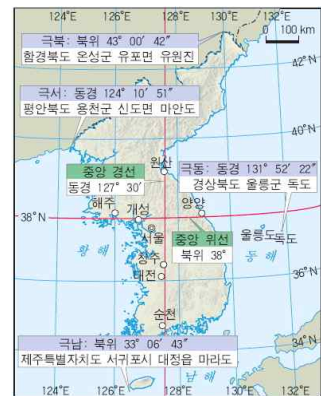 124°E 126°E 128°E 130°E
0 100 km
극북: 북위 43° 00′ 42″
함경북도 온성군 유포면 유원진
42°N
극서: 동경 124° 10′ 51″
평안북도 용천군 신도면 마안도
40°N
원산
중앙 경선
동경 127° 30′
극동: 동경 131° 52′ 22″
경상북도 울릉군 독도
해주
개성
양양
38°N
서울
중앙 위선
북위 38°
울릉도
독도
동해
황해
청주
대전
36°N
순천
극남: 북위 33° 06′ 43″
제주특별자치도 서귀포시 대정읍 마라도
34°N
남해
124°E 126°E 128°E 130°E